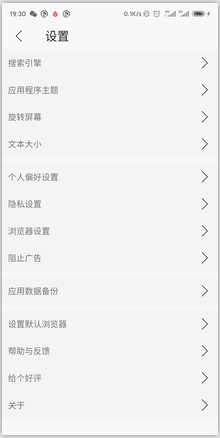 19:30 0.1K/s
设置
搜索引擎
应用程序主题
旋转屏幕
文本大小
个人偏好设置
隐私设置
浏览器设置
阻止广告
应用数据备份
设置默认浏览器
帮助与反馈
给个好评
关于